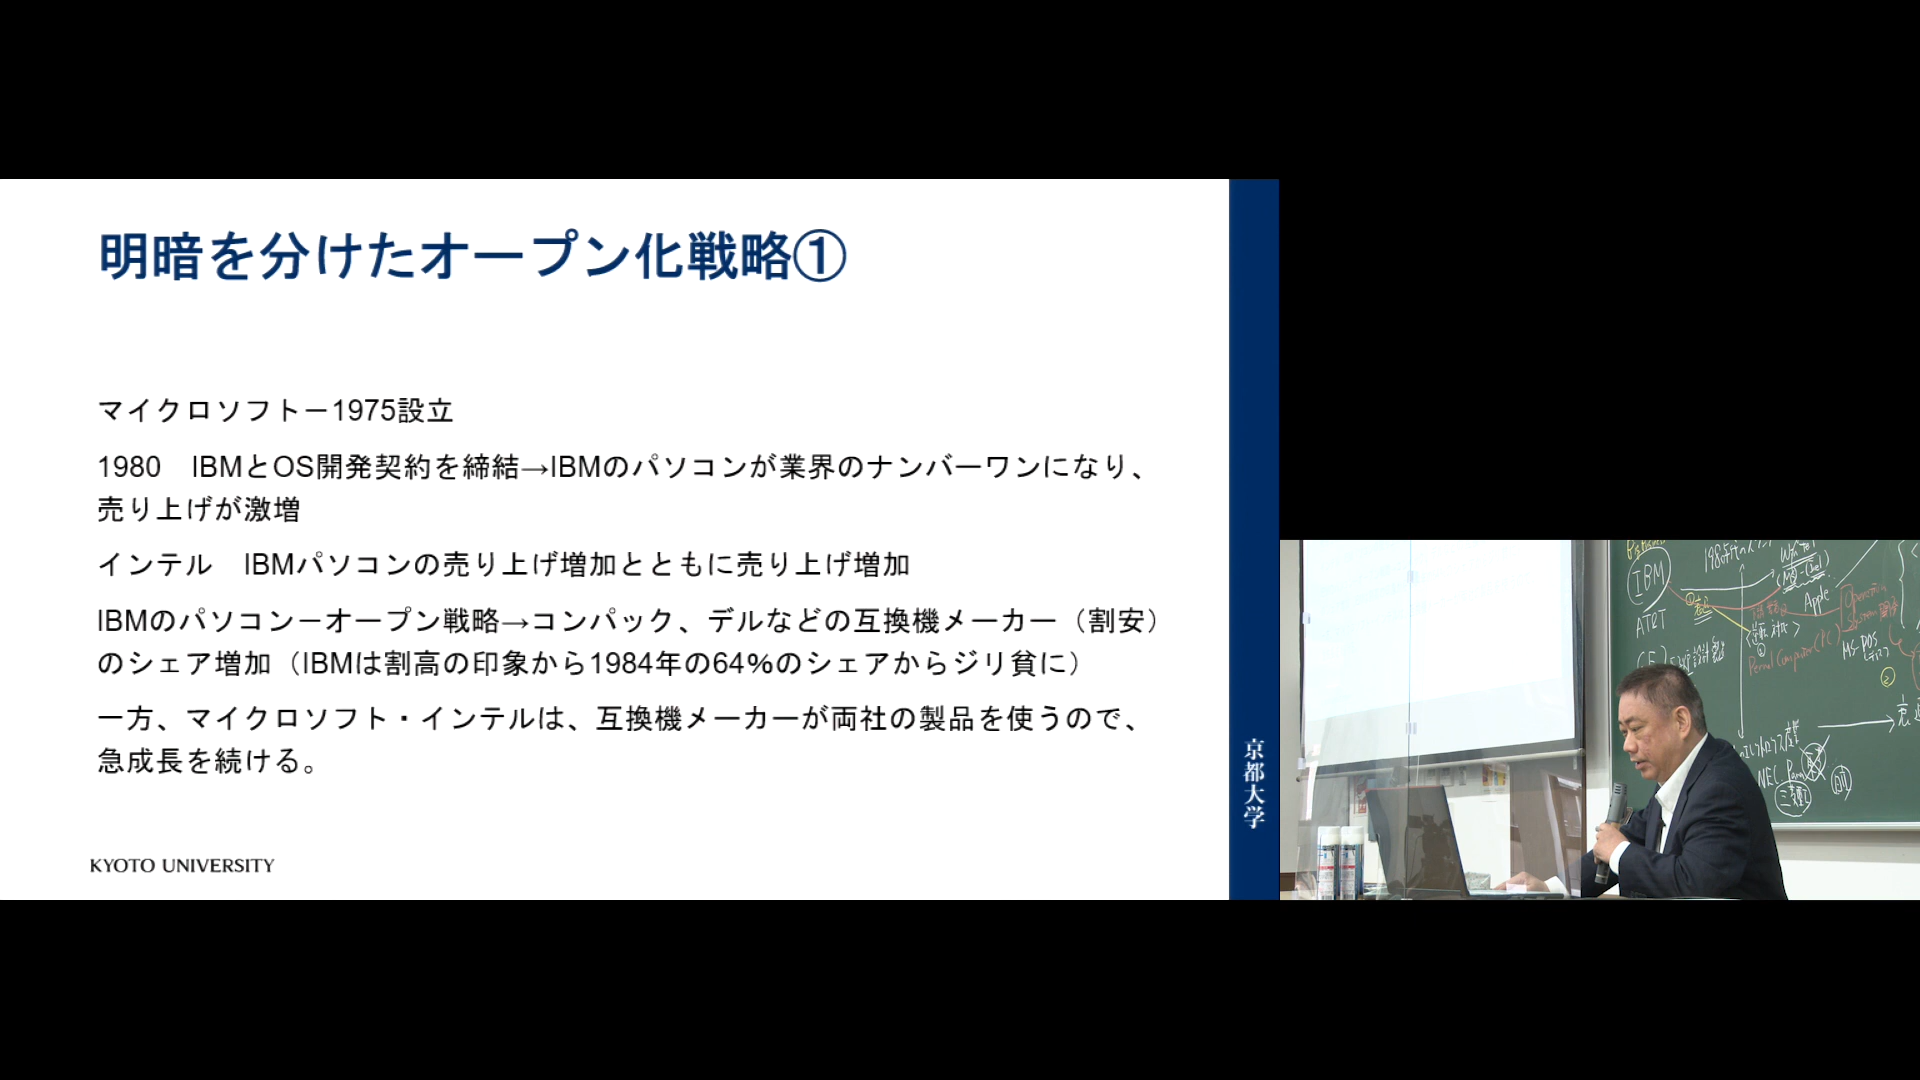 明暗を分けたオープン化戦略①
マイクロソフト－1975設立
1980　IBMとOS開発契約を締結→IBMのパソコンが業界のナンバーワンになり、
売り上げが激増
インテル　IBMパソコンの売り上げ増加とともに売り上げ増加
IBMのパソコン－オープン戦略→コンパック、デルなどの互換機メーカー（割安）
のシェア増加（IBMは割高の印象から1984年の64%のシェアからジリ貧に）
一方、マイクロソフト・インテルは、互換機メーカーが両社の製品を使うので、
急成長を続ける。
KYOTO UNIVERSITY
京都大学
IBM
AT&T
Apple
MS-DOS
NEC